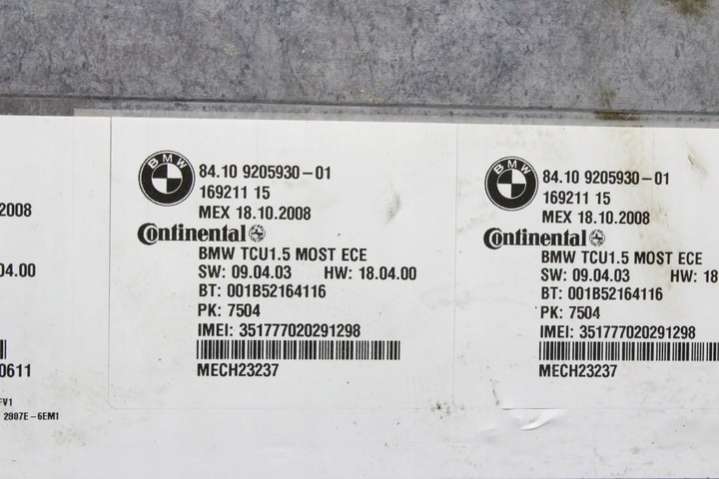 2008
04.00
0611
FV1
2907E-6EM1
BMW
84.10 9205930-01
169211 15
MEX 18.10.2008
Continental
BMW TCU1.5 MOST ECE
SW: 09.04.03 HW: 18.04.00
BT: 001B52164116
PK: 7504
IMEI: 351777020291298
MECH23237
BMW
84.10 9205930-01
169211 15
MEX 18.10.2008
Continental
BMW TCU1.5 MOST ECE
SW: 09.04.03 HW: 18
BT: 001B52164116
PK: 7504
IMEI: 351777020291298
MECH23237